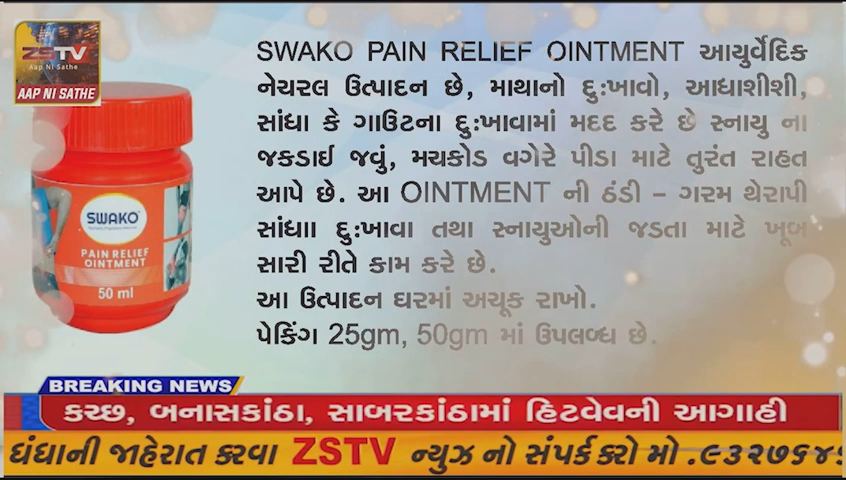 ZSTV
Aap Ni Sathe
AAP NI SATHE
SWAKO PAIN RELIEF OINTMENT આયુર્વેદિક
નેચરલ ઉત્પાદન છે, માથાનો દુઃખાવો, આધાશીશી,
સાંધા કે ગાઉટના દુઃખાવામાં મદદ કરે છે સ્નાયુ ના
જકડાઈ જવું, મચકોડ વગેરે પીડા માટે તુરંત રાહત
આપે છે. આ OINTMENT ની ઠંડી – ગરમ થેરાપી
સાંધાા દુઃખાવા તથા સ્નાયુઓની જડતા માટે ખૂબ
સારી રીતે કામ કરે છે.
આ ઉત્પાદન ઘરમાં અચૂક રાખો.
પેકિંગ 25gm, 50gm માં ઉપલબ્ધ છે.
SWAKO
PAIN RELIEF
OINTMENT
50 ml
BREAKING NEWS
કચ્છ, બનાસકાંઠા, સાબરકાંઠામાં હિટવેવની આગાહી
ધંધાની જાહેરાત કરવા ZSTV ન્યુઝ નો સંપર્ક કરો મો .૯૩૨૭૬૪